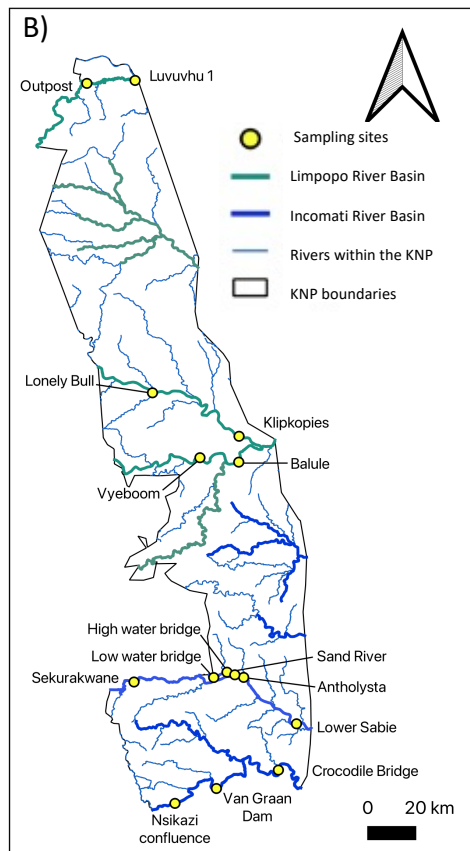 B)
Outpost
Luvuvhu 1
Sampling sites
Limpopo River Basin
Incomati River Basin
Rivers within the KNP
KNP boundaries
Lonely Bull
Klipkopies
Balule
Vyeboom
High water bridge
Low water bridge
Sand River
Sekurakwane
Antholysta
Lower Sabie
Crocodile Bridge
Van Graan
Dam
Nsikazi
confluence
0 20 km